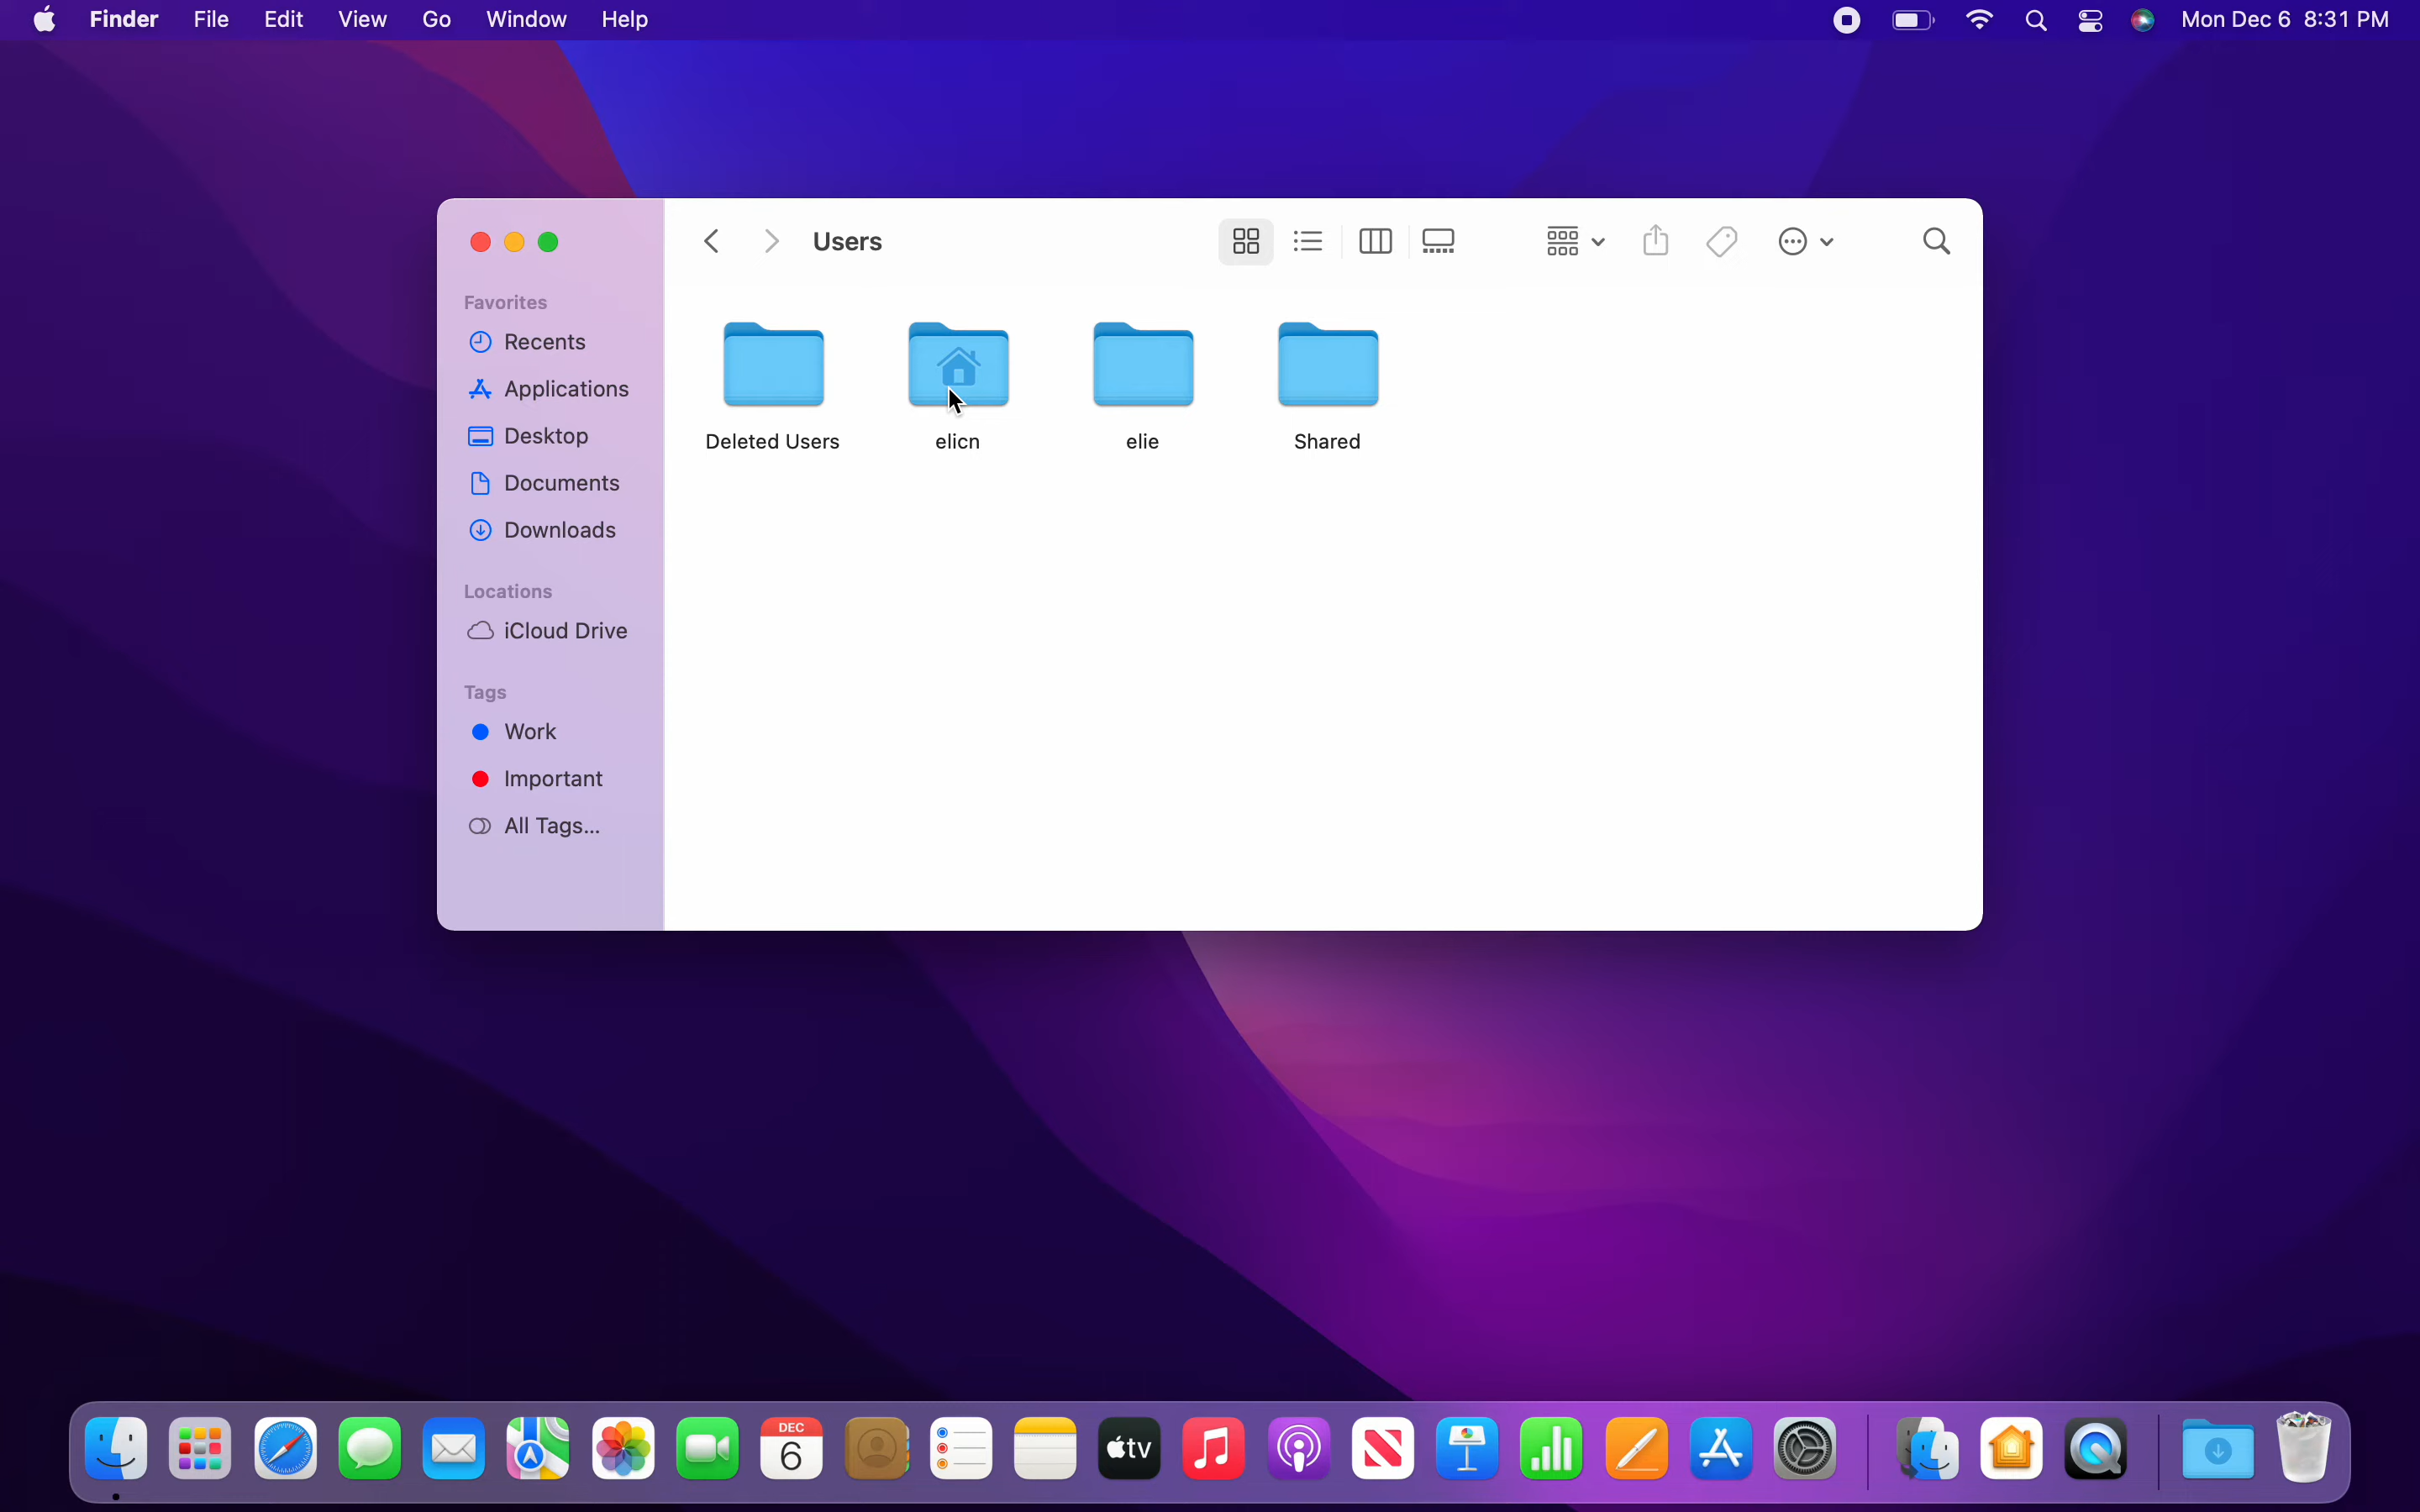 Finder File Edit View Go Window Help Mon Dec 6 8:31 PM
Users
Favorites
Recents
Applications
Desktop
Documents
Downloads
Locations
iCloud Drive
Tags
Work
Important
All Tags...
Deleted Users elicn elie Shared
DEC
6
tv